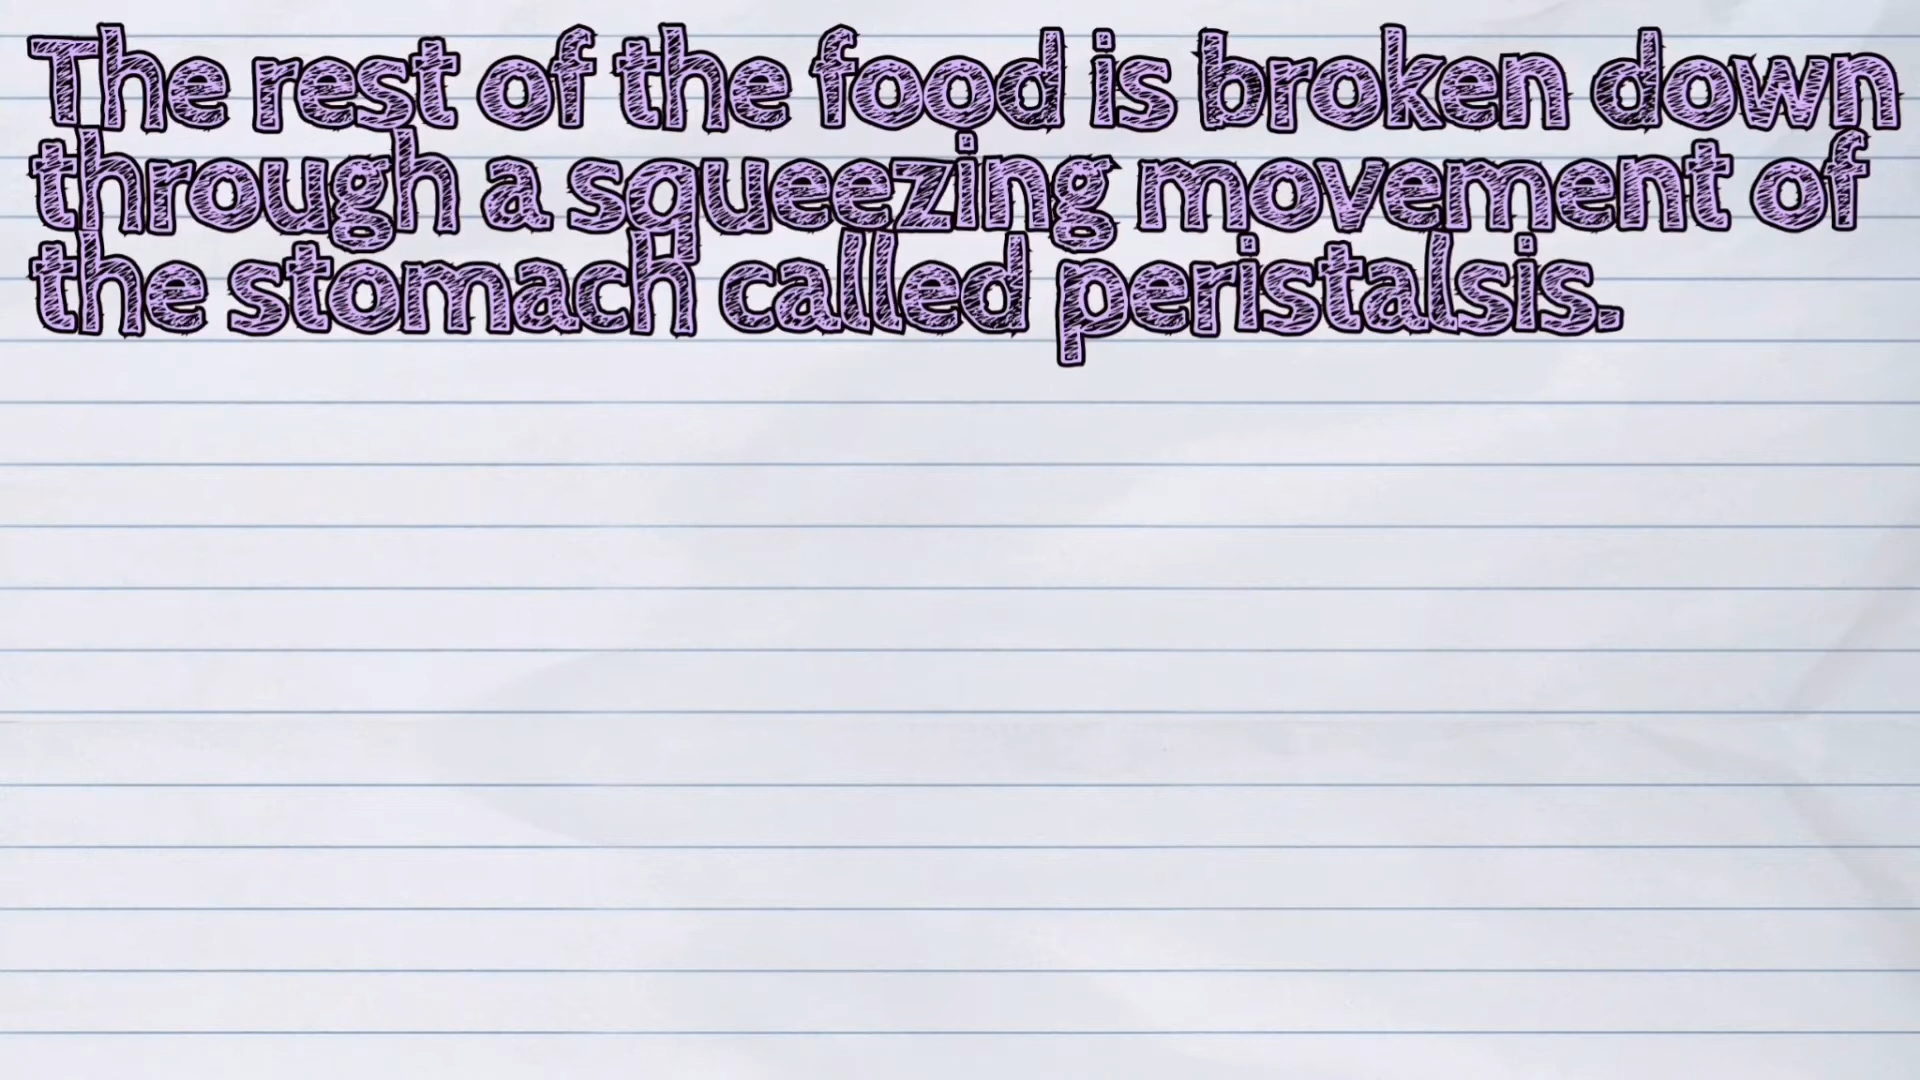 The rest of the food is broken down
through a squeezing movement of
the stomach called peristalsis.